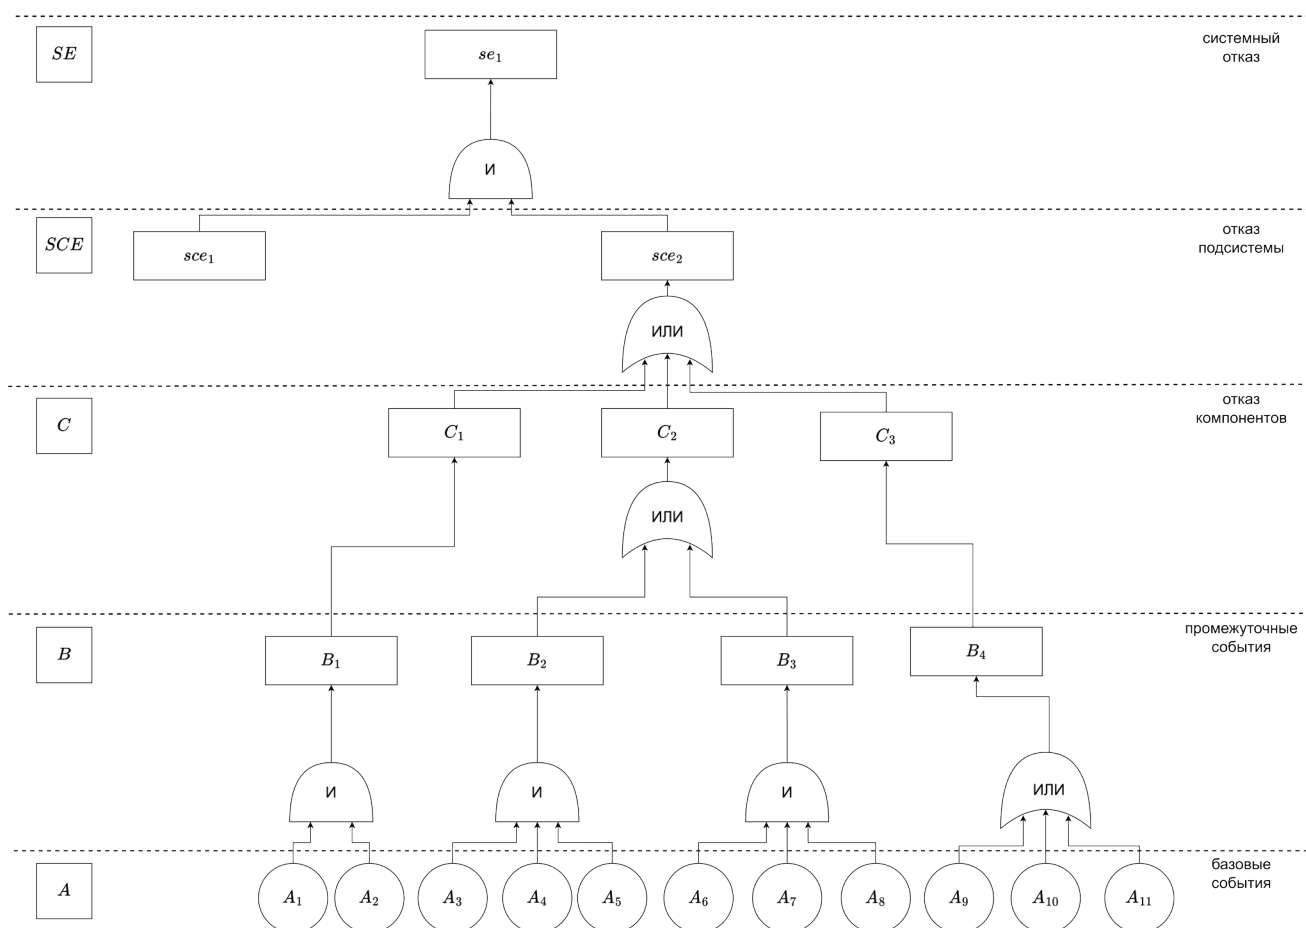 SE
se₁
системный
отказ
И
SCE
sce₁
sce₂
отказ
подсистемы
ИЛИ
C
C₁
C₂
C₃
отказ
компонентов
ИЛИ
B
B₁
B₂
B₃
B₄
промежуточные
события
И
И
И
ИЛИ
A
A₁
A₂
A₃
A₄
A₅
A₆
A₇
A₈
A₉
A₁₀
A₁₁
базовые
события